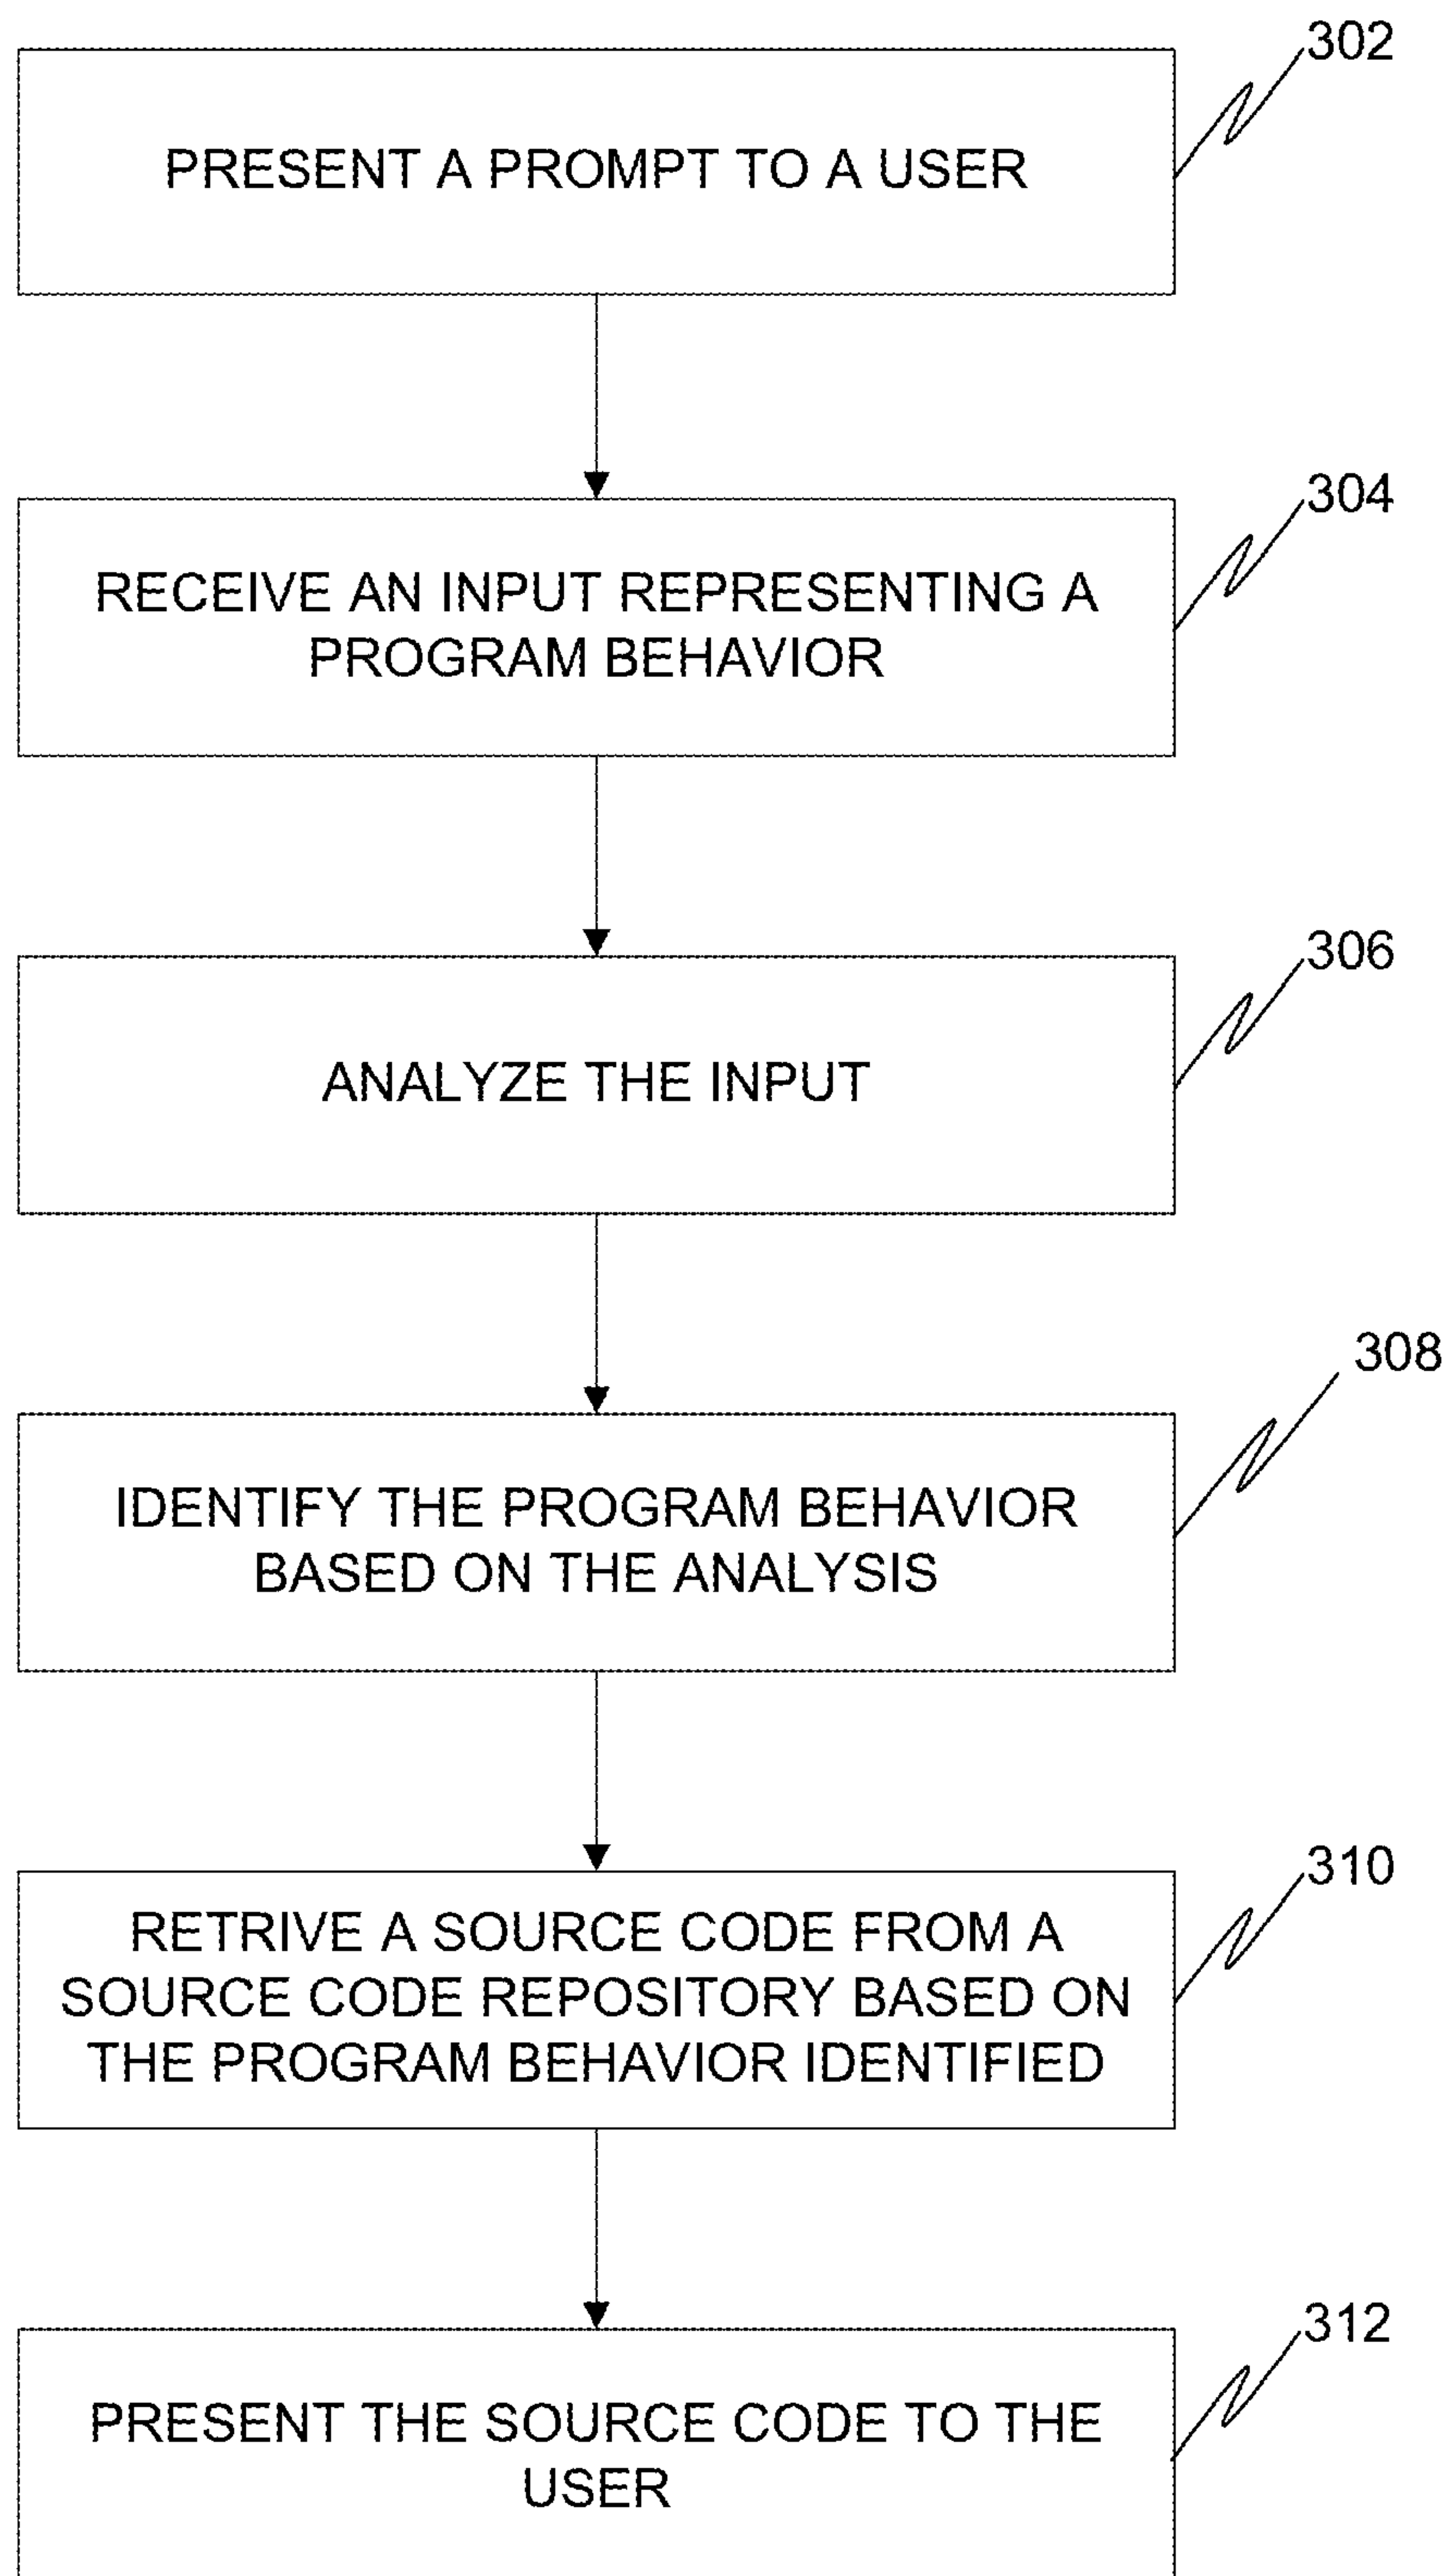 302
PRESENT A PROMPT TO A USER
304
RECEIVE AN INPUT REPRESENTING A
PROGRAM BEHAVIOR
306
ANALYZE THE INPUT
308
IDENTIFY THE PROGRAM BEHAVIOR
BASED ON THE ANALYSIS
310
RETRIVE A SOURCE CODE FROM A
SOURCE CODE REPOSITORY BASED ON
THE PROGRAM BEHAVIOR IDENTIFIED
312
PRESENT THE SOURCE CODE TO THE
USER